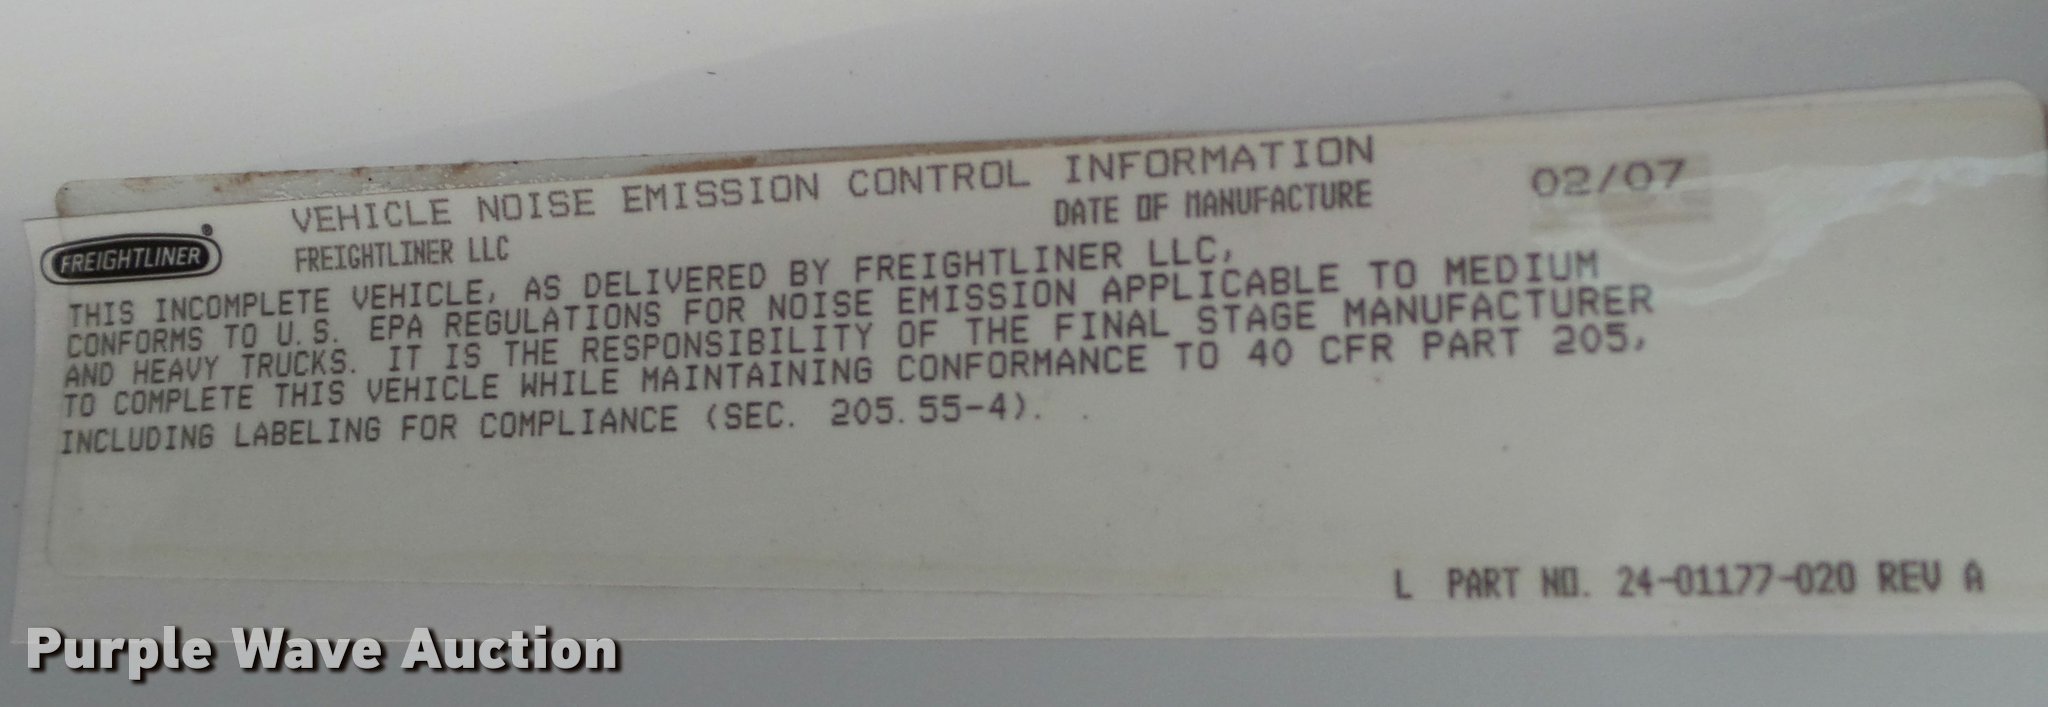 VEHICLE NOISE EMISSION CONTROL INFORMATION
FREIGHTLINER®
FREIGHTLINER LLC
DATE OF MANUFACTURE 02/07
THIS INCOMPLETE VEHICLE, AS DELIVERED BY FREIGHTLINER LLC,
CONFORMS TO U.S. EPA REGULATIONS FOR NOISE EMISSION APPLICABLE TO MEDIUM
AND HEAVY TRUCKS. IT IS THE RESPONSIBILITY OF THE FINAL STAGE MANUFACTURER
TO COMPLETE THIS VEHICLE WHILE MAINTAINING CONFORMANCE TO 40 CFR PART 205,
INCLUDING LABELING FOR COMPLIANCE (SEC. 205.55-4).
L PART NO. 24-01177-020 REV A
Purple Wave Auction